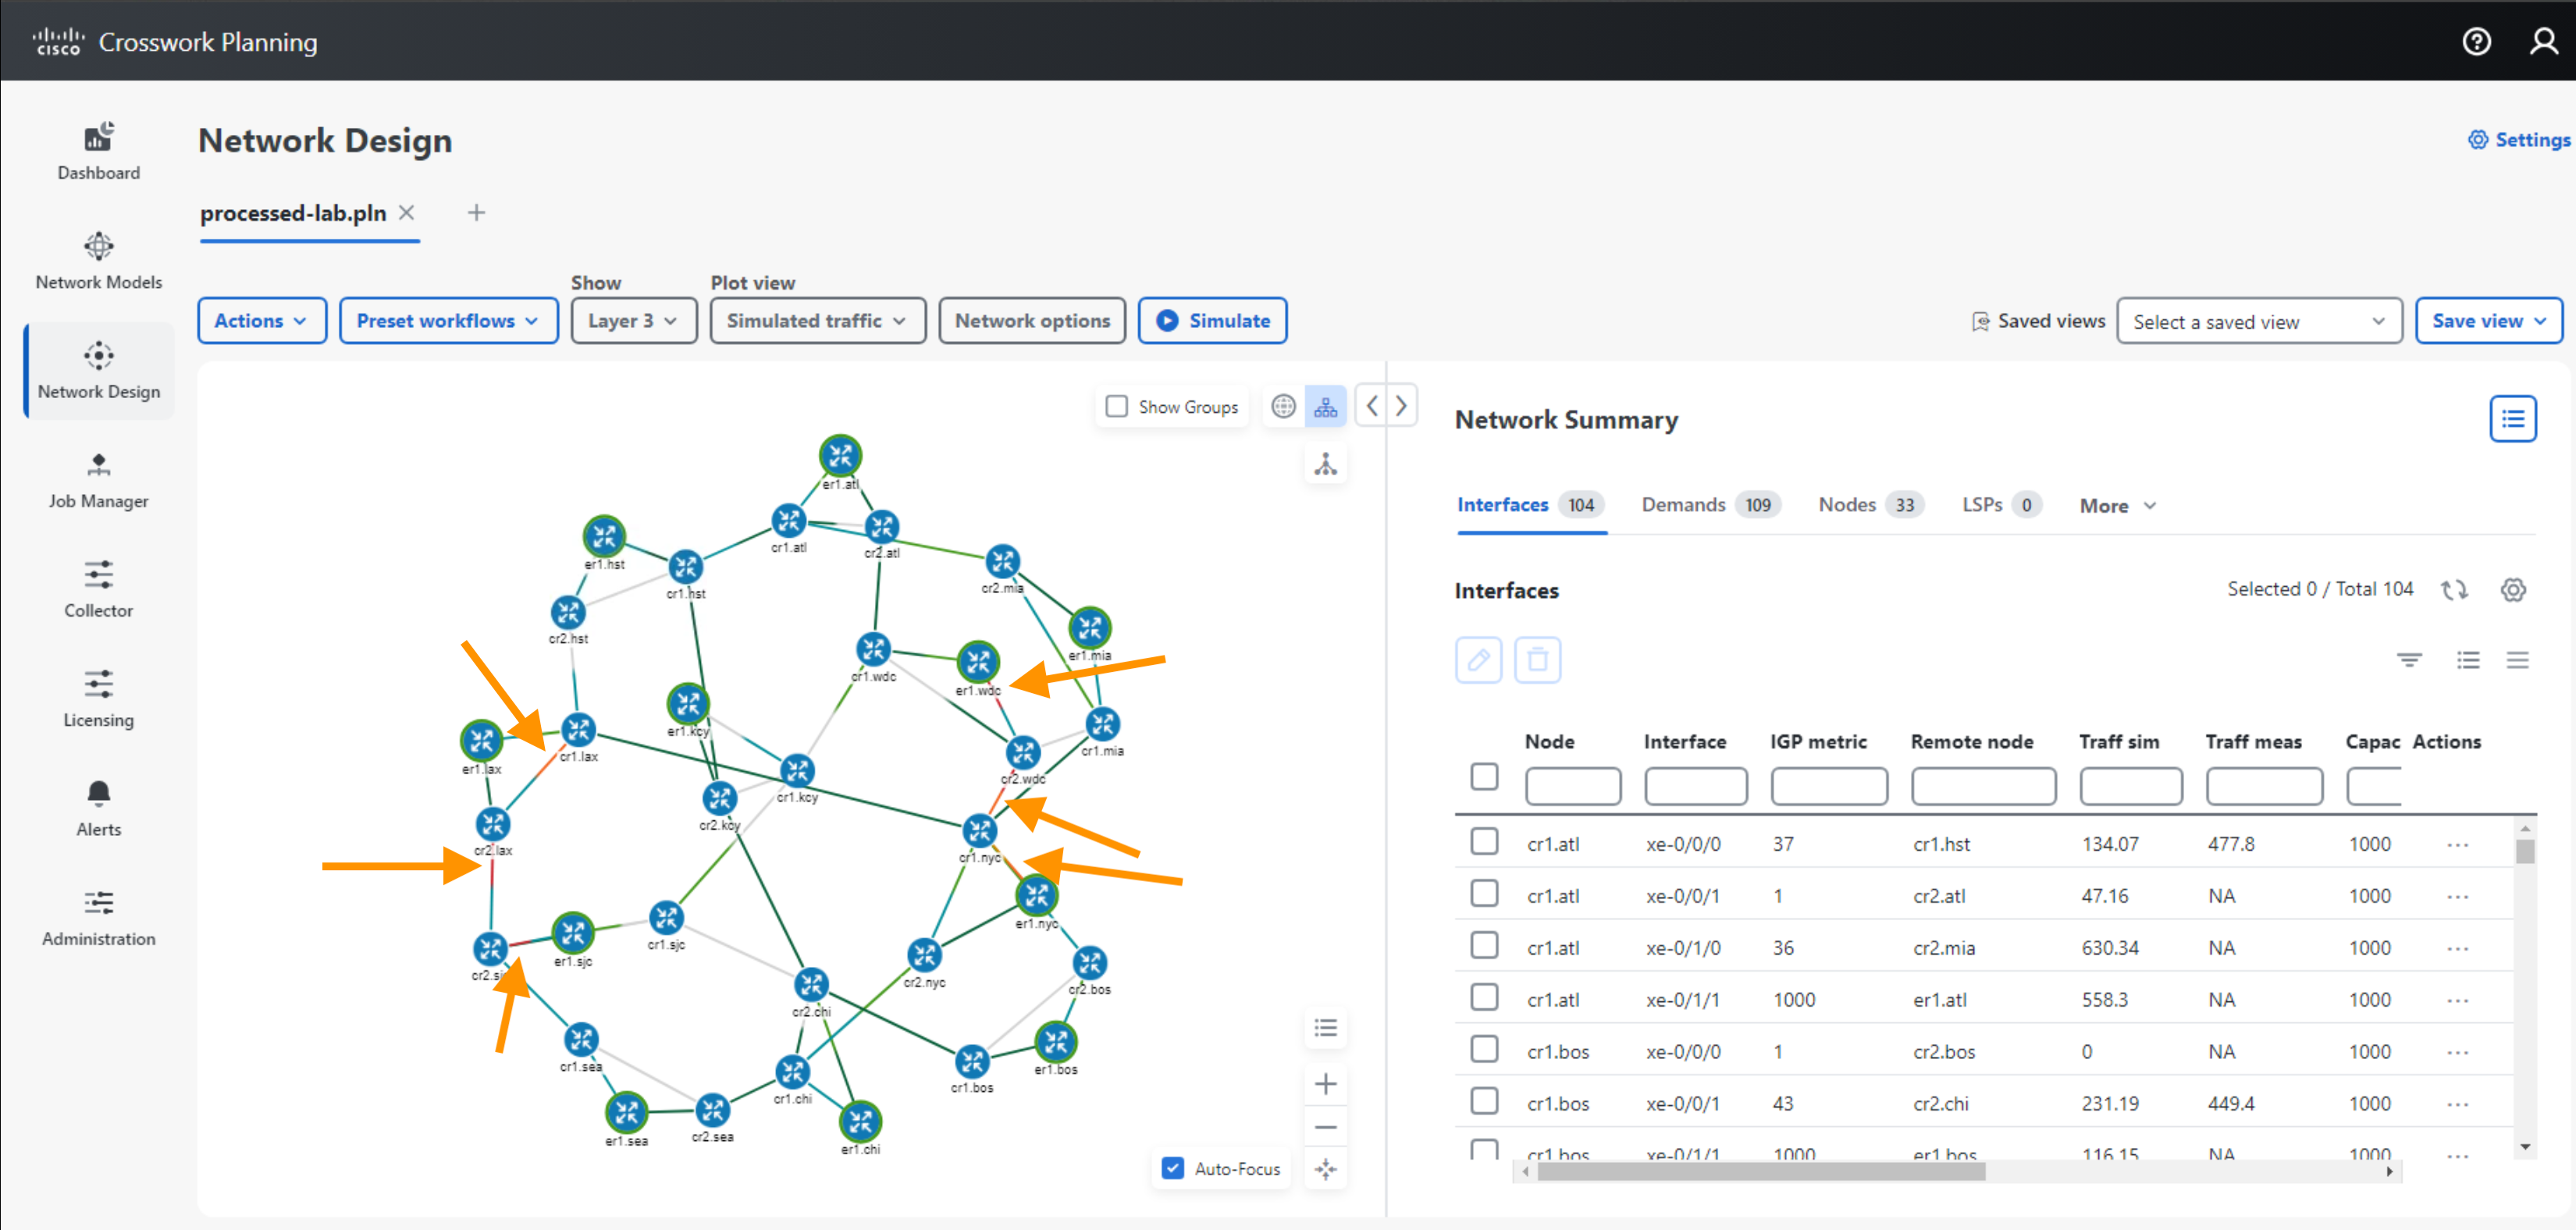 cisco Crosswork Planning
Dashboard
Network Models
Network Design
Job Manager
Collector
Licensing
Alerts
Administration
Network Design
Settings
processed-lab.pln
Show
Plot view
Actions
Preset workflows
Layer 3
Simulated traffic
Network options
Simulate
Saved views
Select a saved view
Save view
Show Groups
er1.atl
cr1.atl
cr2.atl
er1.hst
cr1.hst
cr2.mia
cr2.hst
er1.mia
cr1.wdc
er1.wdc
er1.kcy
cr1.mia
cr1.lax
er1.lax
cr2.wdc
cr1.kcy
cr2.kcy
cr2.lax
cr1.nyc
er1.nyc
cr1.sjc
er1.sjc
cr2.nyc
cr2.bos
cr2.chi
cr1.sea
er1.bos
cr1.bos
cr1.chi
er1.sea
cr2.sea
er1.chi
Auto-Focus
Network Summary
Interfaces 104 Demands 109 Nodes 33 LSPs 0 More
Interfaces
Selected 0 / Total 104
Node Interface IGP metric Remote node Traff sim Traff meas Capac Actions
cr1.atl xe-0/0/0 37 cr1.hst 134.07 477.8 1000 ...
cr1.atl xe-0/0/1 1 cr2.atl 47.16 NA 1000 ...
cr1.atl xe-0/1/0 36 cr2.mia 630.34 NA 1000 ...
cr1.atl xe-0/1/1 1000 er1.atl 558.3 NA 1000 ...
cr1.bos xe-0/0/0 1 cr2.bos 0 NA 1000 ...
cr1.bos xe-0/0/1 43 cr2.chi 231.19 449.4 1000 ...
cr1.bos xe-0/1/1 1000 er1.bos 116.15 NA 1000 ...